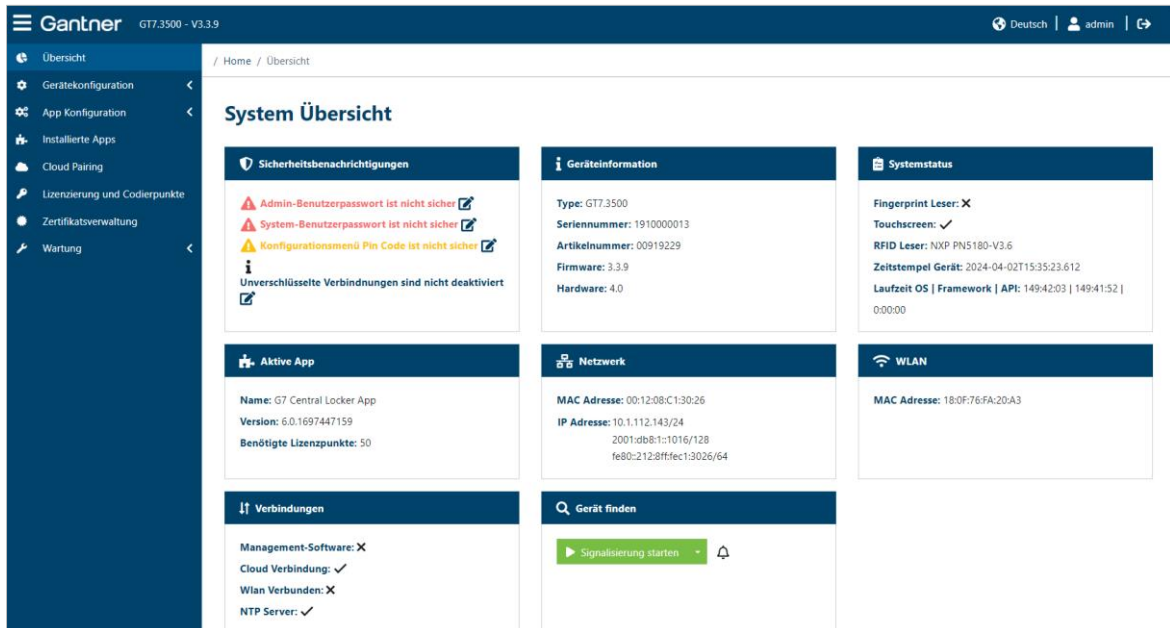 Gantner GT7.3500 - V3.3.9
Deutsch | admin |
Übersicht
Gerätekonfiguration
App Konfiguration
Installierte Apps
Cloud Pairing
Lizenzierung und Codierpunkte
Zertifikatsverwaltung
Wartung
/ Home / Übersicht
System Übersicht
Sicherheitsbenachrichtigungen
Admin-Benutzerpasswort ist nicht sicher
System-Benutzerpasswort ist nicht sicher
Konfigurationsmenü Pin Code ist nicht sicher
Unverschlüsselte Verbindnungen sind nicht deaktiviert
Geräteinformation
Type: GT7.3500
Seriennummer: 1910000013
Artikelnummer: 00919229
Firmware: 3.3.9
Hardware: 4.0
Systemstatus
Fingerprint Leser:
Touchscreen:
RFID Leser: NXP PN5180-V3.6
Zeitstempel Gerät: 2024-04-02T15:35:23.612
Laufzeit OS | Framework | API: 149:42:03 | 149:41:52 |
0:00:00
Aktive App
Name: G7 Central Locker App
Version: 6.0.1697447159
Benötigte Lizenzpunkte: 50
Netzwerk
MAC Adresse: 00:12:08:C1:30:26
IP Adresse: 10.1.112.143/24
2001:db8:1::1016/128
fe80::212:8ff:fec1:3026/64
WLAN
MAC Adresse: 18:0F:76:FA:20:A3
Verbindungen
Management-Software:
Cloud Verbindung:
Wlan Verbunden:
NTP Server:
Gerät finden
Signalisierung starten